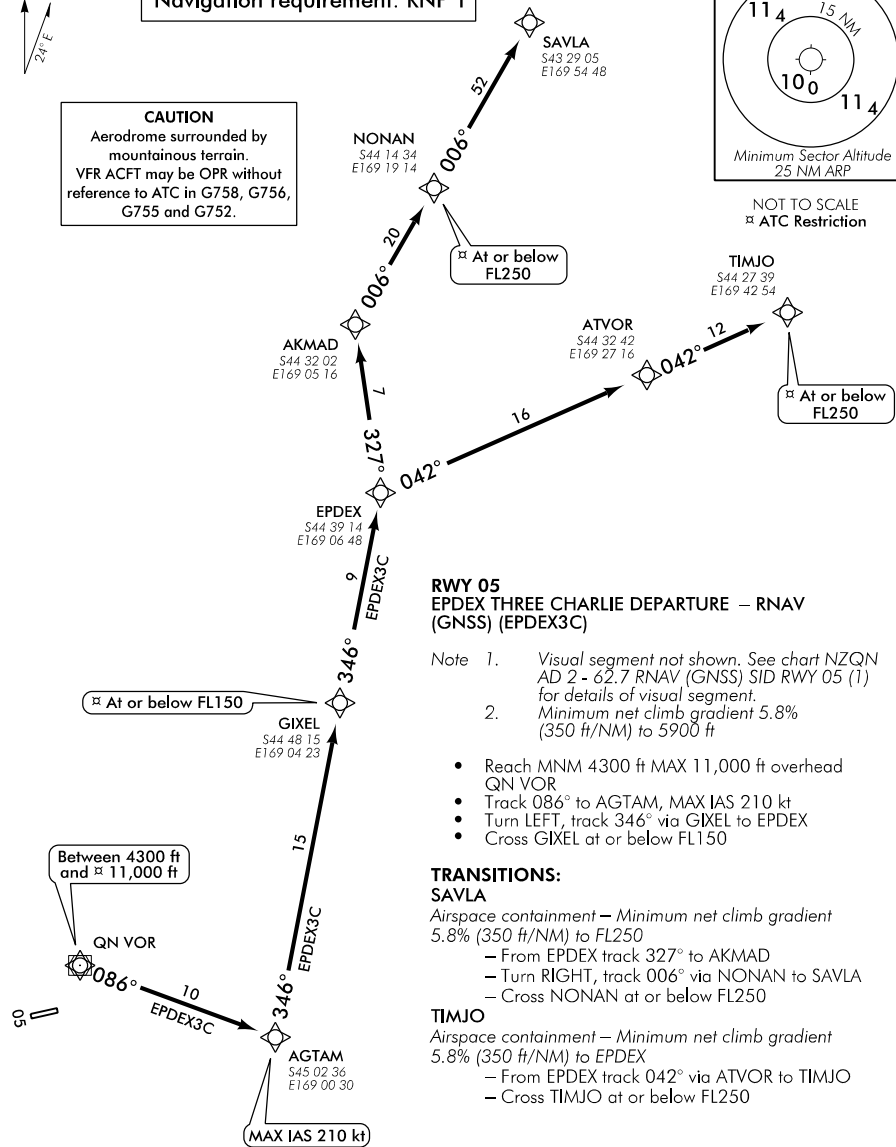 Navigation requirement: RNP 1
24° E
CAUTION
Aerodrome surrounded by
mountainous terrain.
VFR ACFT may be OPR without
reference to ATC in G758, G756,
G755 and G752.
SAVLA
S43 29 05
E169 54 48
52
006°
NONAN
S44 14 34
E169 19 14
¤ At or below
FL250
20
006°
AKMAD
S44 32 02
E169 05 16
7
327°
11 4
15 NM
10 0
11 4
Minimum Sector Altitude
25 NM ARP
NOT TO SCALE
¤ ATC Restriction
TIMJO
S44 27 39
E169 42 54
¤ At or below
FL250
12
042°
ATVOR
S44 32 42
E169 27 16
16
042°
EPDEX
S44 39 14
E169 06 48
9
EPDEX3C
346°
¤ At or below FL150
GIXEL
S44 48 15
E169 04 23
15
EPDEX3C
346°
Between 4300 ft
and ¤ 11,000 ft
QN VOR
086°
10
EPDEX3C
05
AGTAM
S45 02 36
E169 00 30
MAX IAS 210 kt
RWY 05
EPDEX THREE CHARLIE DEPARTURE – RNAV
(GNSS) (EPDEX3C)
Note 1. Visual segment not shown. See chart NZQN
AD 2 - 62.7 RNAV (GNSS) SID RWY 05 (1)
for details of visual segment.
2. Minimum net climb gradient 5.8%
(350 ft/NM) to 5900 ft
• Reach MNM 4300 ft MAX 11,000 ft overhead
QN VOR
• Track 086° to AGTAM, MAX IAS 210 kt
• Turn LEFT, track 346° via GIXEL to EPDEX
• Cross GIXEL at or below FL150
TRANSITIONS:
SAVLA
Airspace containment – Minimum net climb gradient
5.8% (350 ft/NM) to FL250
– From EPDEX track 327° to AKMAD
– Turn RIGHT, track 006° via NONAN to SAVLA
– Cross NONAN at or below FL250
TIMJO
Airspace containment – Minimum net climb gradient
5.8% (350 ft/NM) to EPDEX
– From EPDEX track 042° via ATVOR to TIMJO
– Cross TIMJO at or below FL250